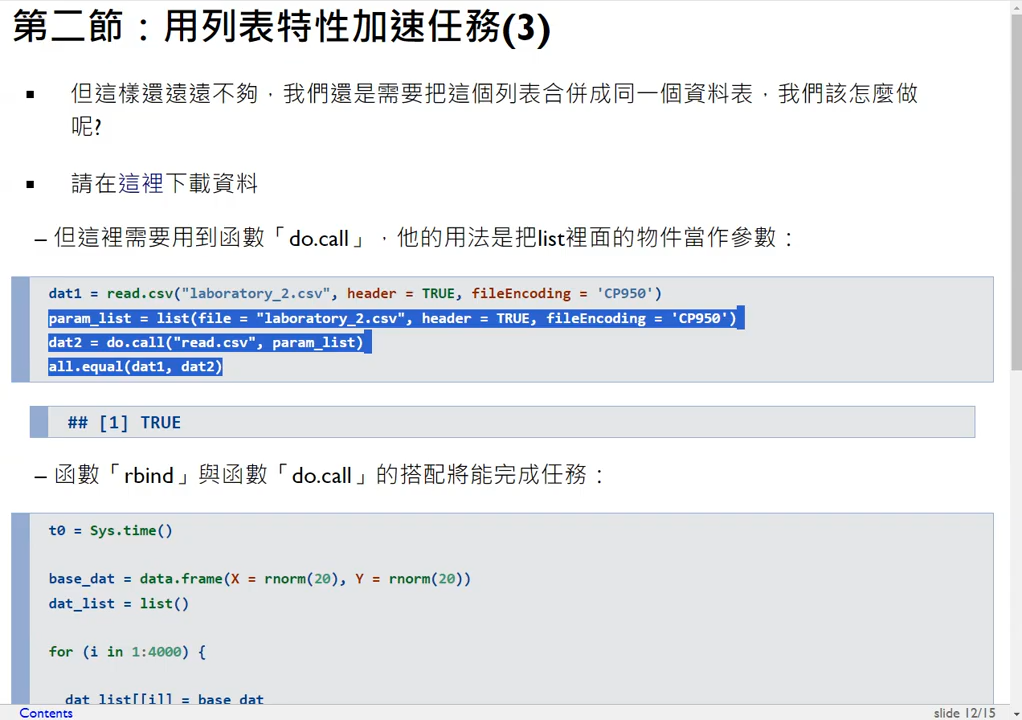 第二節：用列表特性加速任務(3)
但這樣還遠遠不夠，我們還是需要把這個列表合併成同一個資料表，我們該怎麼做
呢?
請在這裡下載資料
– 但這裡需要用到函數「do.call」，他的用法是把list裡面的物件當作參數：
dat1 = read.csv("laboratory_2.csv", header = TRUE, fileEncoding = 'CP950')
param_list = list(file = "laboratory_2.csv", header = TRUE, fileEncoding = 'CP950')
dat2 = do.call("read.csv", param_list)
all.equal(dat1, dat2)
## [1] TRUE
– 函數「rbind」與函數「do.call」的搭配將能完成任務：
t0 = Sys.time()
base_dat = data.frame(X = rnorm(20), Y = rnorm(20))
dat_list = list()
for (i in 1:4000) {
dat_list[[i]] = base_dat
Contents
slide 12/15